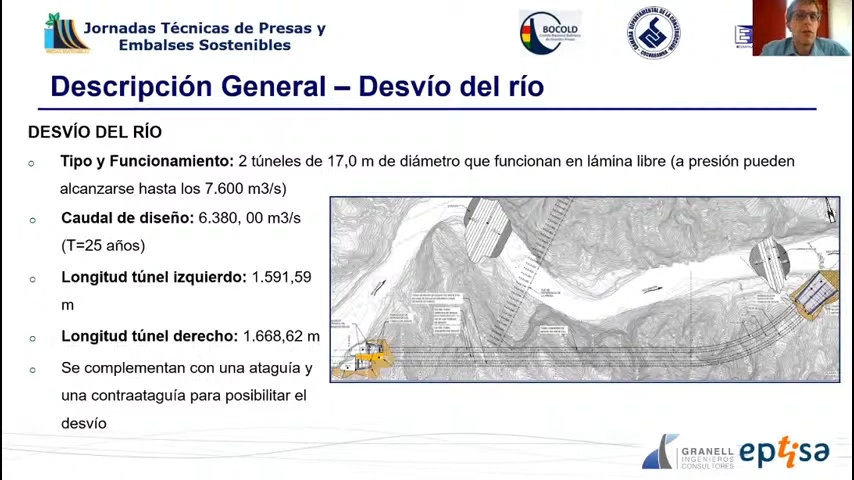 Jornadas Técnicas de Presas y
Embalses Sostenibles
BOCOLD
Descripción General – Desvío del río
DESVÍO DEL RÍO
Tipo y Funcionamiento: 2 túneles de 17,0 m de diámetro que funcionan en lámina libre (a presión pueden
alcanzarse hasta los 7.600 m3/s)
Caudal de diseño: 6.380, 00 m3/s
(T=25 años)
Longitud túnel izquierdo: 1.591,59
m
Longitud túnel derecho: 1.668,62 m
Se complementan con una ataguía y
una contraataguía para posibilitar el
desvío
GRANELL
INGENIEROS
CONSULTORES
eptisa